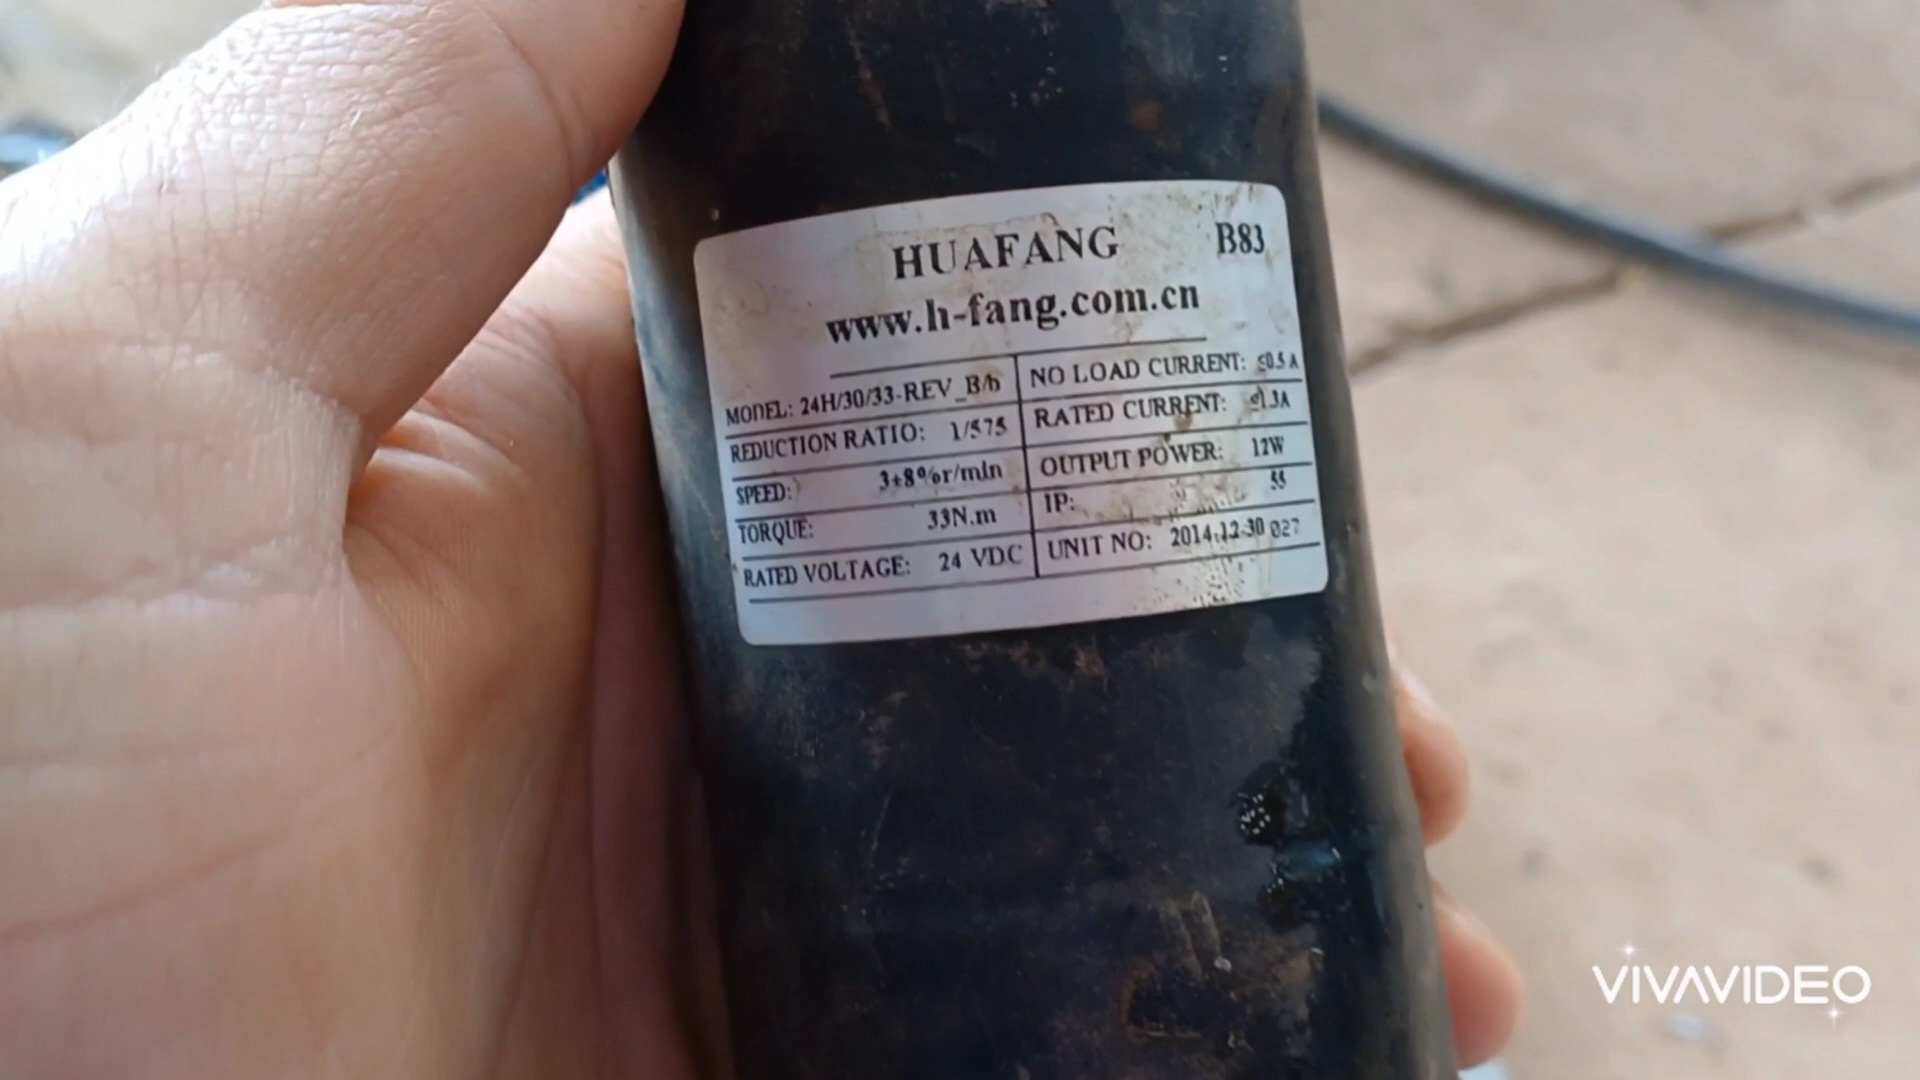 HUAFANG B83
www.h-fang.com.cn
MODEL: 24H/30/33-REV_B/b
REDUCTION RATIO: 1/575
SPEED: 3±8%r/min
TORQUE: 33N.m
RATED VOLTAGE: 24 VDC
NO LOAD CURRENT: ≤0.5A
RATED CURRENT: ≤1.3A
OUTPUT POWER: 12W
IP: 55
UNIT NO: 2014.12.30 027
VIVAVIDEO